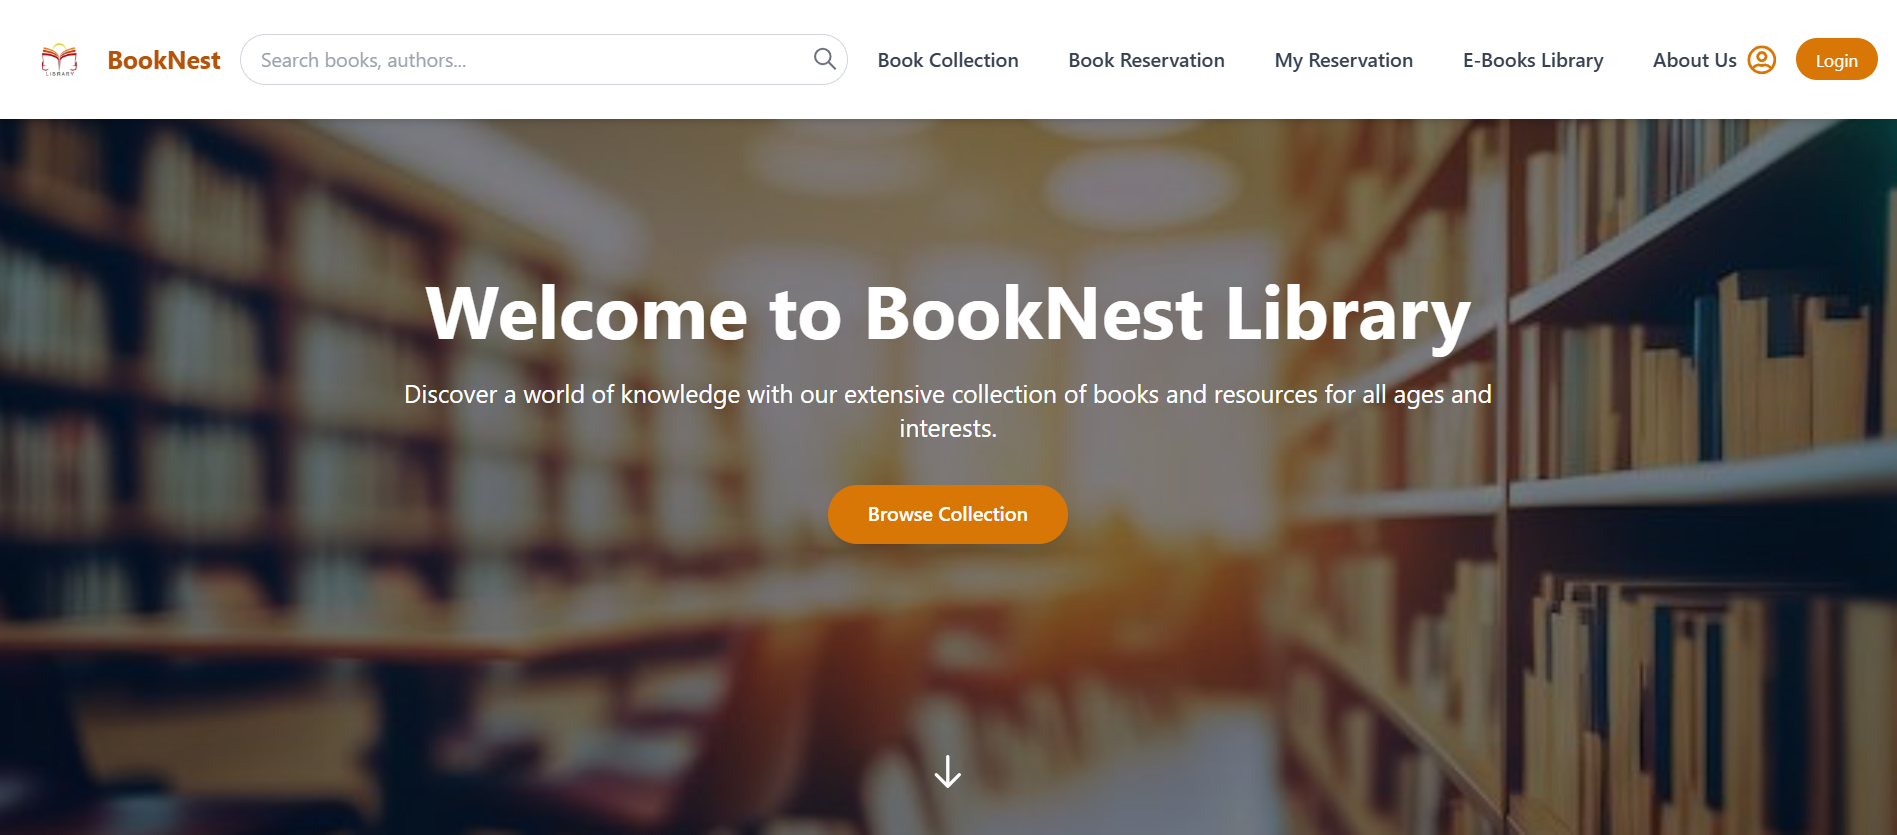 LIBRARY
BookNest
Search books, authors...
Book Collection
Book Reservation
My Reservation
E-Books Library
About Us
Login
Welcome to BookNest Library
Discover a world of knowledge with our extensive collection of books and resources for all ages and
interests.
Browse Collection